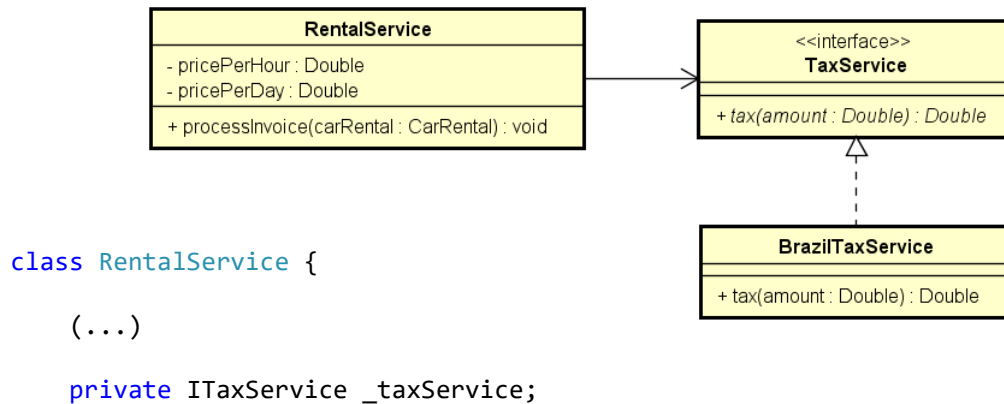 RentalService
- pricePerHour : Double
- pricePerDay : Double
+ processInvoice(carRental : CarRental) : void
<<interface>>
TaxService
+ tax(amount : Double) : Double
BrazilTaxService
+ tax(amount : Double) : Double
class RentalService {
(...)
private ITaxService _taxService;